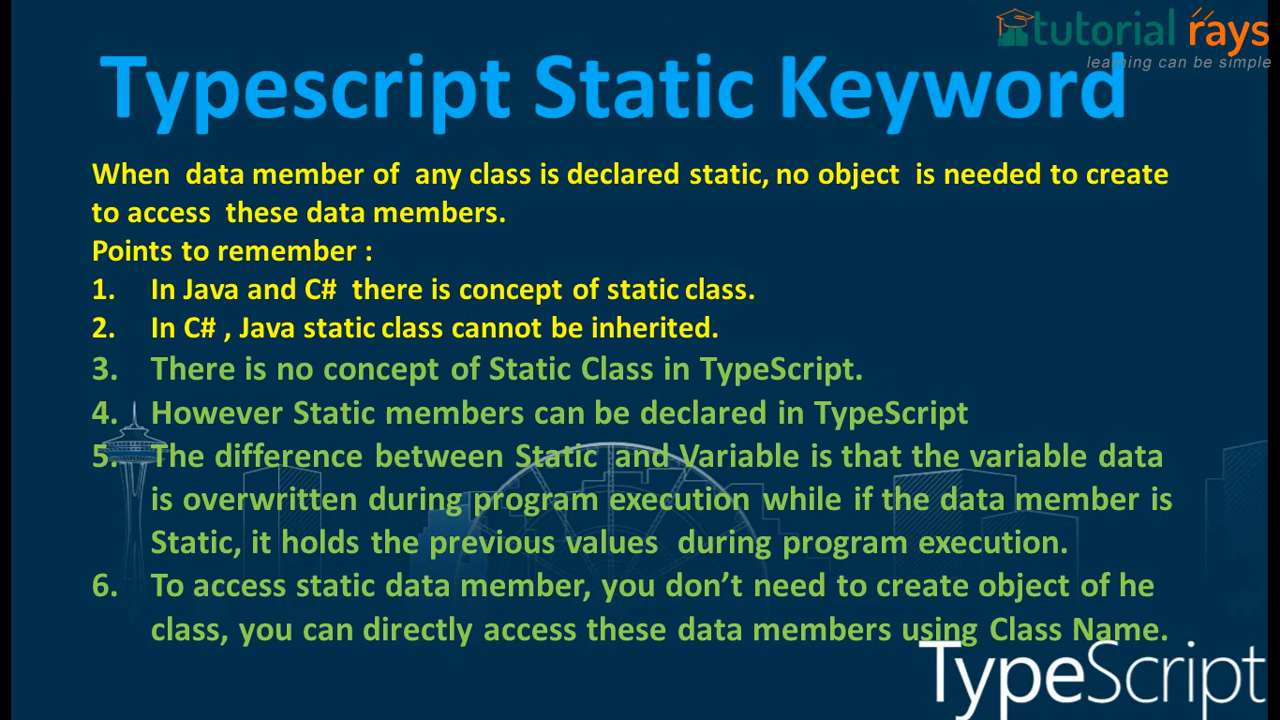 tutorial rays
learning can be simple
Typescript Static Keyword
When data member of any class is declared static, no object is needed to create
to access these data members.
Points to remember :
1. In Java and C# there is concept of static class.
2. In C# , Java static class cannot be inherited.
3. There is no concept of Static Class in TypeScript.
4. However Static members can be declared in TypeScript
5. The difference between Static and Variable is that the variable data
is overwritten during program execution while if the data member is
Static, it holds the previous values during program execution.
6. To access static data member, you don’t need to create object of he
class, you can directly access these data members using Class Name.
TypeScript